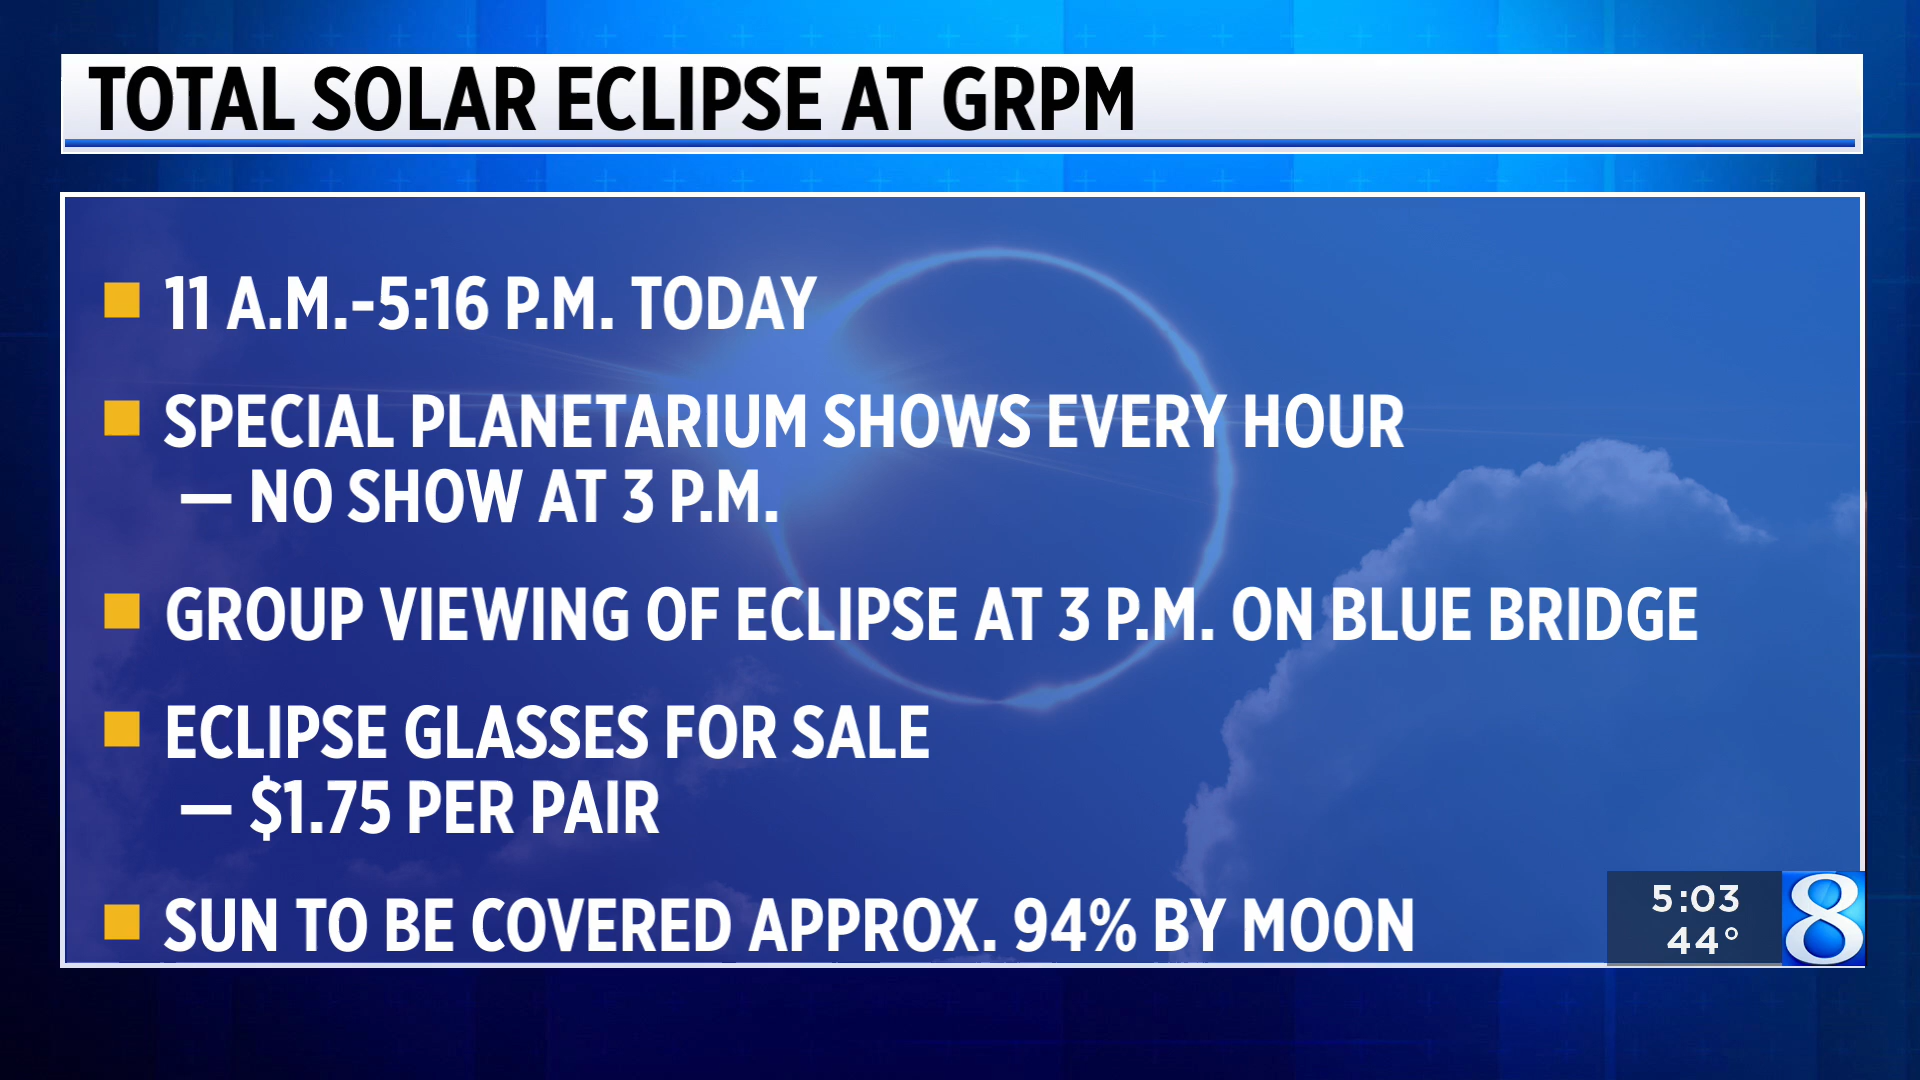 TOTAL SOLAR ECLIPSE AT GRPM
11 A.M.-5:16 P.M. TODAY
SPECIAL PLANETARIUM SHOWS EVERY HOUR
— NO SHOW AT 3 P.M.
GROUP VIEWING OF ECLIPSE AT 3 P.M. ON BLUE BRIDGE
ECLIPSE GLASSES FOR SALE
— $1.75 PER PAIR
SUN TO BE COVERED APPROX. 94% BY MOON
5:03
44°
8